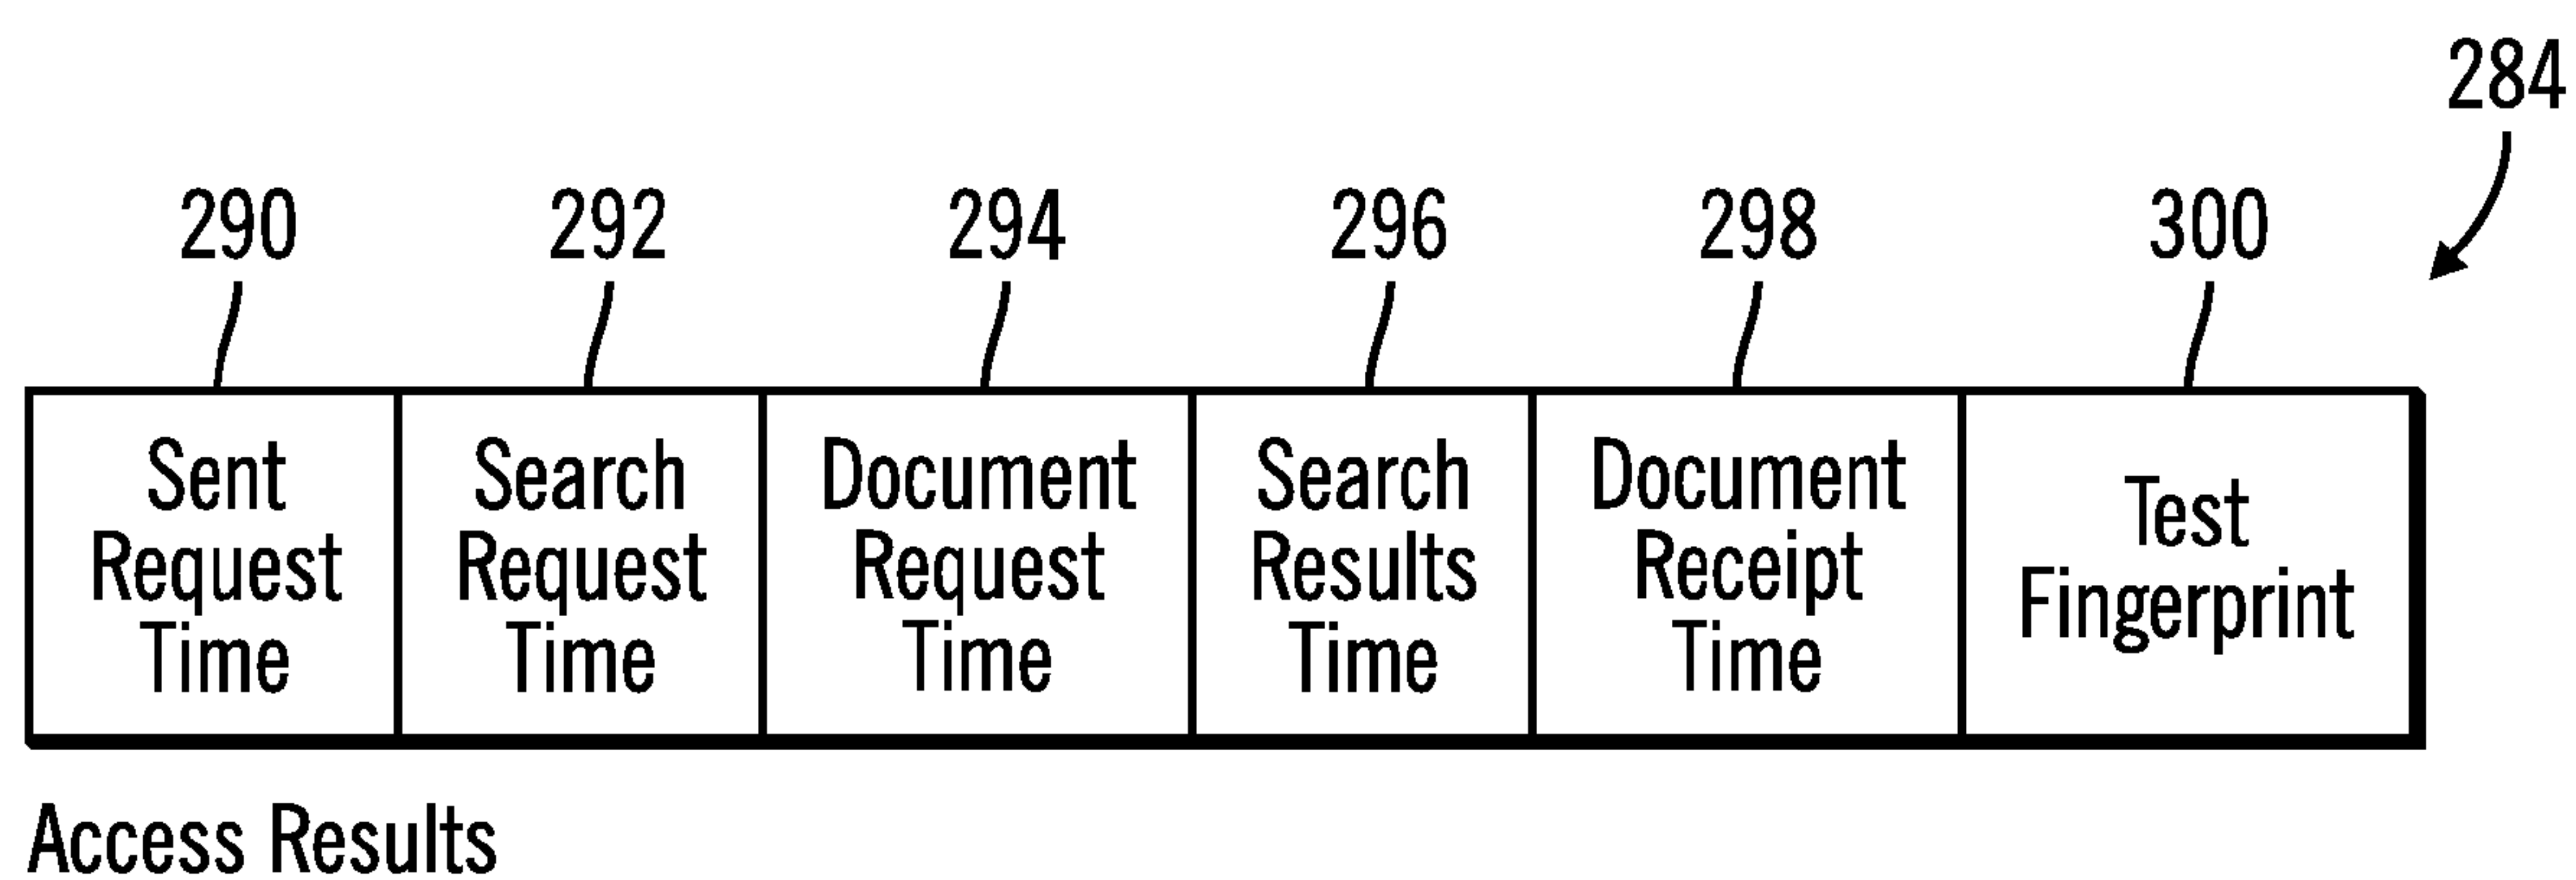 284
290 292 294 296 298 300
Sent
Request
Time
Search
Request
Time
Document
Request
Time
Search
Results
Time
Document
Receipt
Time
Test
Fingerprint
Access Results